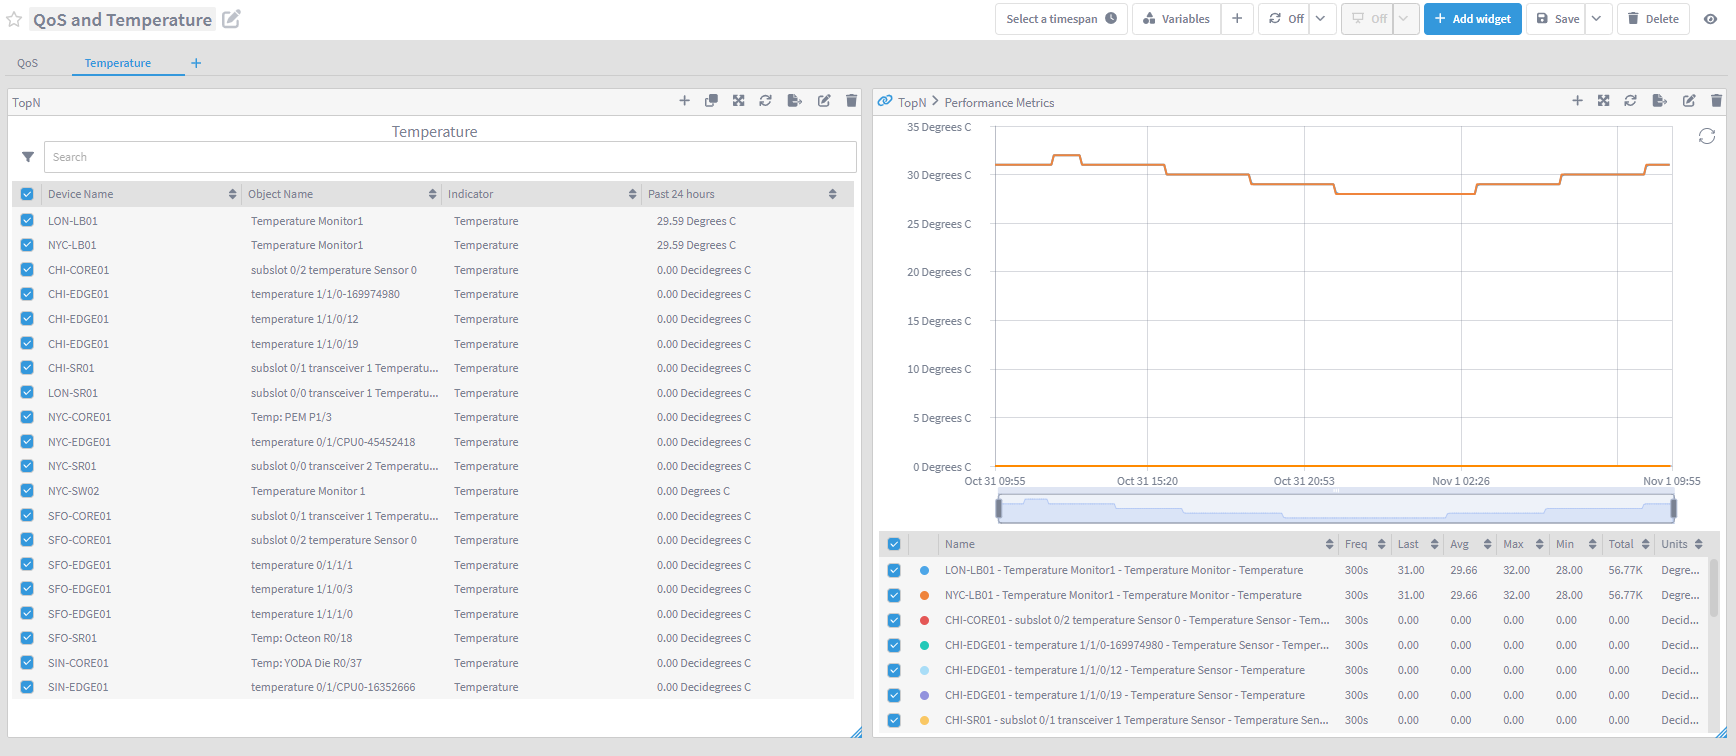 QoS and Temperature
Select a timespan
Variables
Off
Off
Add widget
Save
Delete
QoS
Temperature
TopN
Temperature
Search
Device Name Object Name Indicator Past 24 hours
LON-LB01 Temperature Monitor1 Temperature 29.59 Degrees C
NYC-LB01 Temperature Monitor1 Temperature 29.59 Degrees C
CHI-CORE01 subslot 0/2 temperature Sensor 0 Temperature 0.00 Decidegrees C
CHI-EDGE01 temperature 1/1/0-169974980 Temperature 0.00 Decidegrees C
CHI-EDGE01 temperature 1/1/0/12 Temperature 0.00 Decidegrees C
CHI-EDGE01 temperature 1/1/0/19 Temperature 0.00 Decidegrees C
CHI-SR01 subslot 0/1 transceiver 1 Temperatu... Temperature 0.00 Decidegrees C
LON-SR01 subslot 0/0 transceiver 1 Temperatu... Temperature 0.00 Decidegrees C
NYC-CORE01 Temp: PEM P1/3 Temperature 0.00 Decidegrees C
NYC-EDGE01 temperature 0/1/CPU0-45452418 Temperature 0.00 Decidegrees C
NYC-SR01 subslot 0/0 transceiver 2 Temperatu... Temperature 0.00 Decidegrees C
NYC-SW02 Temperature Monitor 1 Temperature 0.00 Degrees C
SFO-CORE01 subslot 0/1 transceiver 1 Temperatu... Temperature 0.00 Decidegrees C
SFO-CORE01 subslot 0/2 temperature Sensor 0 Temperature 0.00 Decidegrees C
SFO-EDGE01 temperature 0/1/1/1 Temperature 0.00 Decidegrees C
SFO-EDGE01 temperature 1/1/0/3 Temperature 0.00 Decidegrees C
SFO-EDGE01 temperature 1/1/1/0 Temperature 0.00 Decidegrees C
SFO-SR01 Temp: Octeon R0/18 Temperature 0.00 Decidegrees C
SIN-CORE01 Temp: YODA Die R0/37 Temperature 0.00 Decidegrees C
SIN-EDGE01 temperature 0/1/CPU0-16352666 Temperature 0.00 Decidegrees C
TopN > Performance Metrics
35 Degrees C
30 Degrees C
25 Degrees C
20 Degrees C
15 Degrees C
10 Degrees C
5 Degrees C
0 Degrees C
Oct 31 09:55 Oct 31 15:20 Oct 31 20:53 Nov 1 02:26 Nov 1 09:55
Name Freq Last Avg Max Min Total Units
LON-LB01 - Temperature Monitor1 - Temperature Monitor - Temperature 300s 31.00 29.66 32.00 28.00 56.77K Degre...
NYC-LB01 - Temperature Monitor1 - Temperature Monitor - Temperature 300s 31.00 29.66 32.00 28.00 56.77K Degre...
CHI-CORE01 - subslot 0/2 temperature Sensor 0 - Temperature Sensor - Tem... 300s 0.00 0.00 0.00 0.00 0.00 Decid...
CHI-EDGE01 - temperature 1/1/0-169974980 - Temperature Sensor - Temper... 300s 0.00 0.00 0.00 0.00 0.00 Decid...
CHI-EDGE01 - temperature 1/1/0/12 - Temperature Sensor - Temperature 300s 0.00 0.00 0.00 0.00 0.00 Decid...
CHI-EDGE01 - temperature 1/1/0/19 - Temperature Sensor - Temperature 300s 0.00 0.00 0.00 0.00 0.00 Decid...
CHI-SR01 - subslot 0/1 transceiver 1 Temperature Sensor - Temperature Sen... 300s 0.00 0.00 0.00 0.00 0.00 Decid...